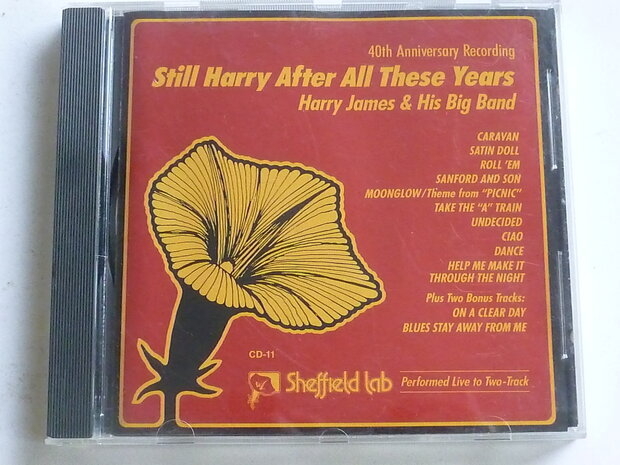 40th Anniversary Recording
Still Harry After All These Years
Harry James & His Big Band
CARAVAN
SATIN DOLL
ROLL 'EM
SANFORD AND SON
MOONGLOW/Theme from "PICNIC"
TAKE THE "A" TRAIN
UNDECIDED
CIAO
DANCE
HELP ME MAKE IT
THROUGH THE NIGHT
Plus Two Bonus Tracks:
ON A CLEAR DAY
BLUES STAY AWAY FROM ME
CD-11
Sheffield Lab
Performed Live to Two-Track